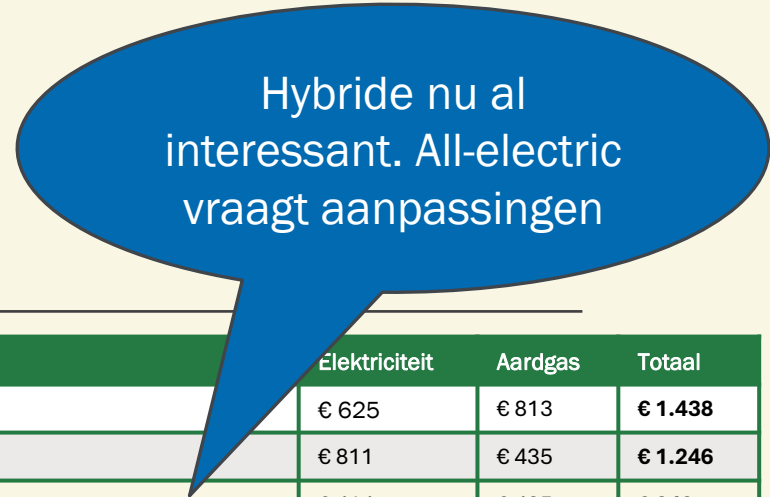 Hybride nu al
interessant. All-electric
vraagt aanpassingen
Elektriciteit Aardgas Totaal
€ 625 € 813 € 1.438
€ 811 € 435 € 1.246